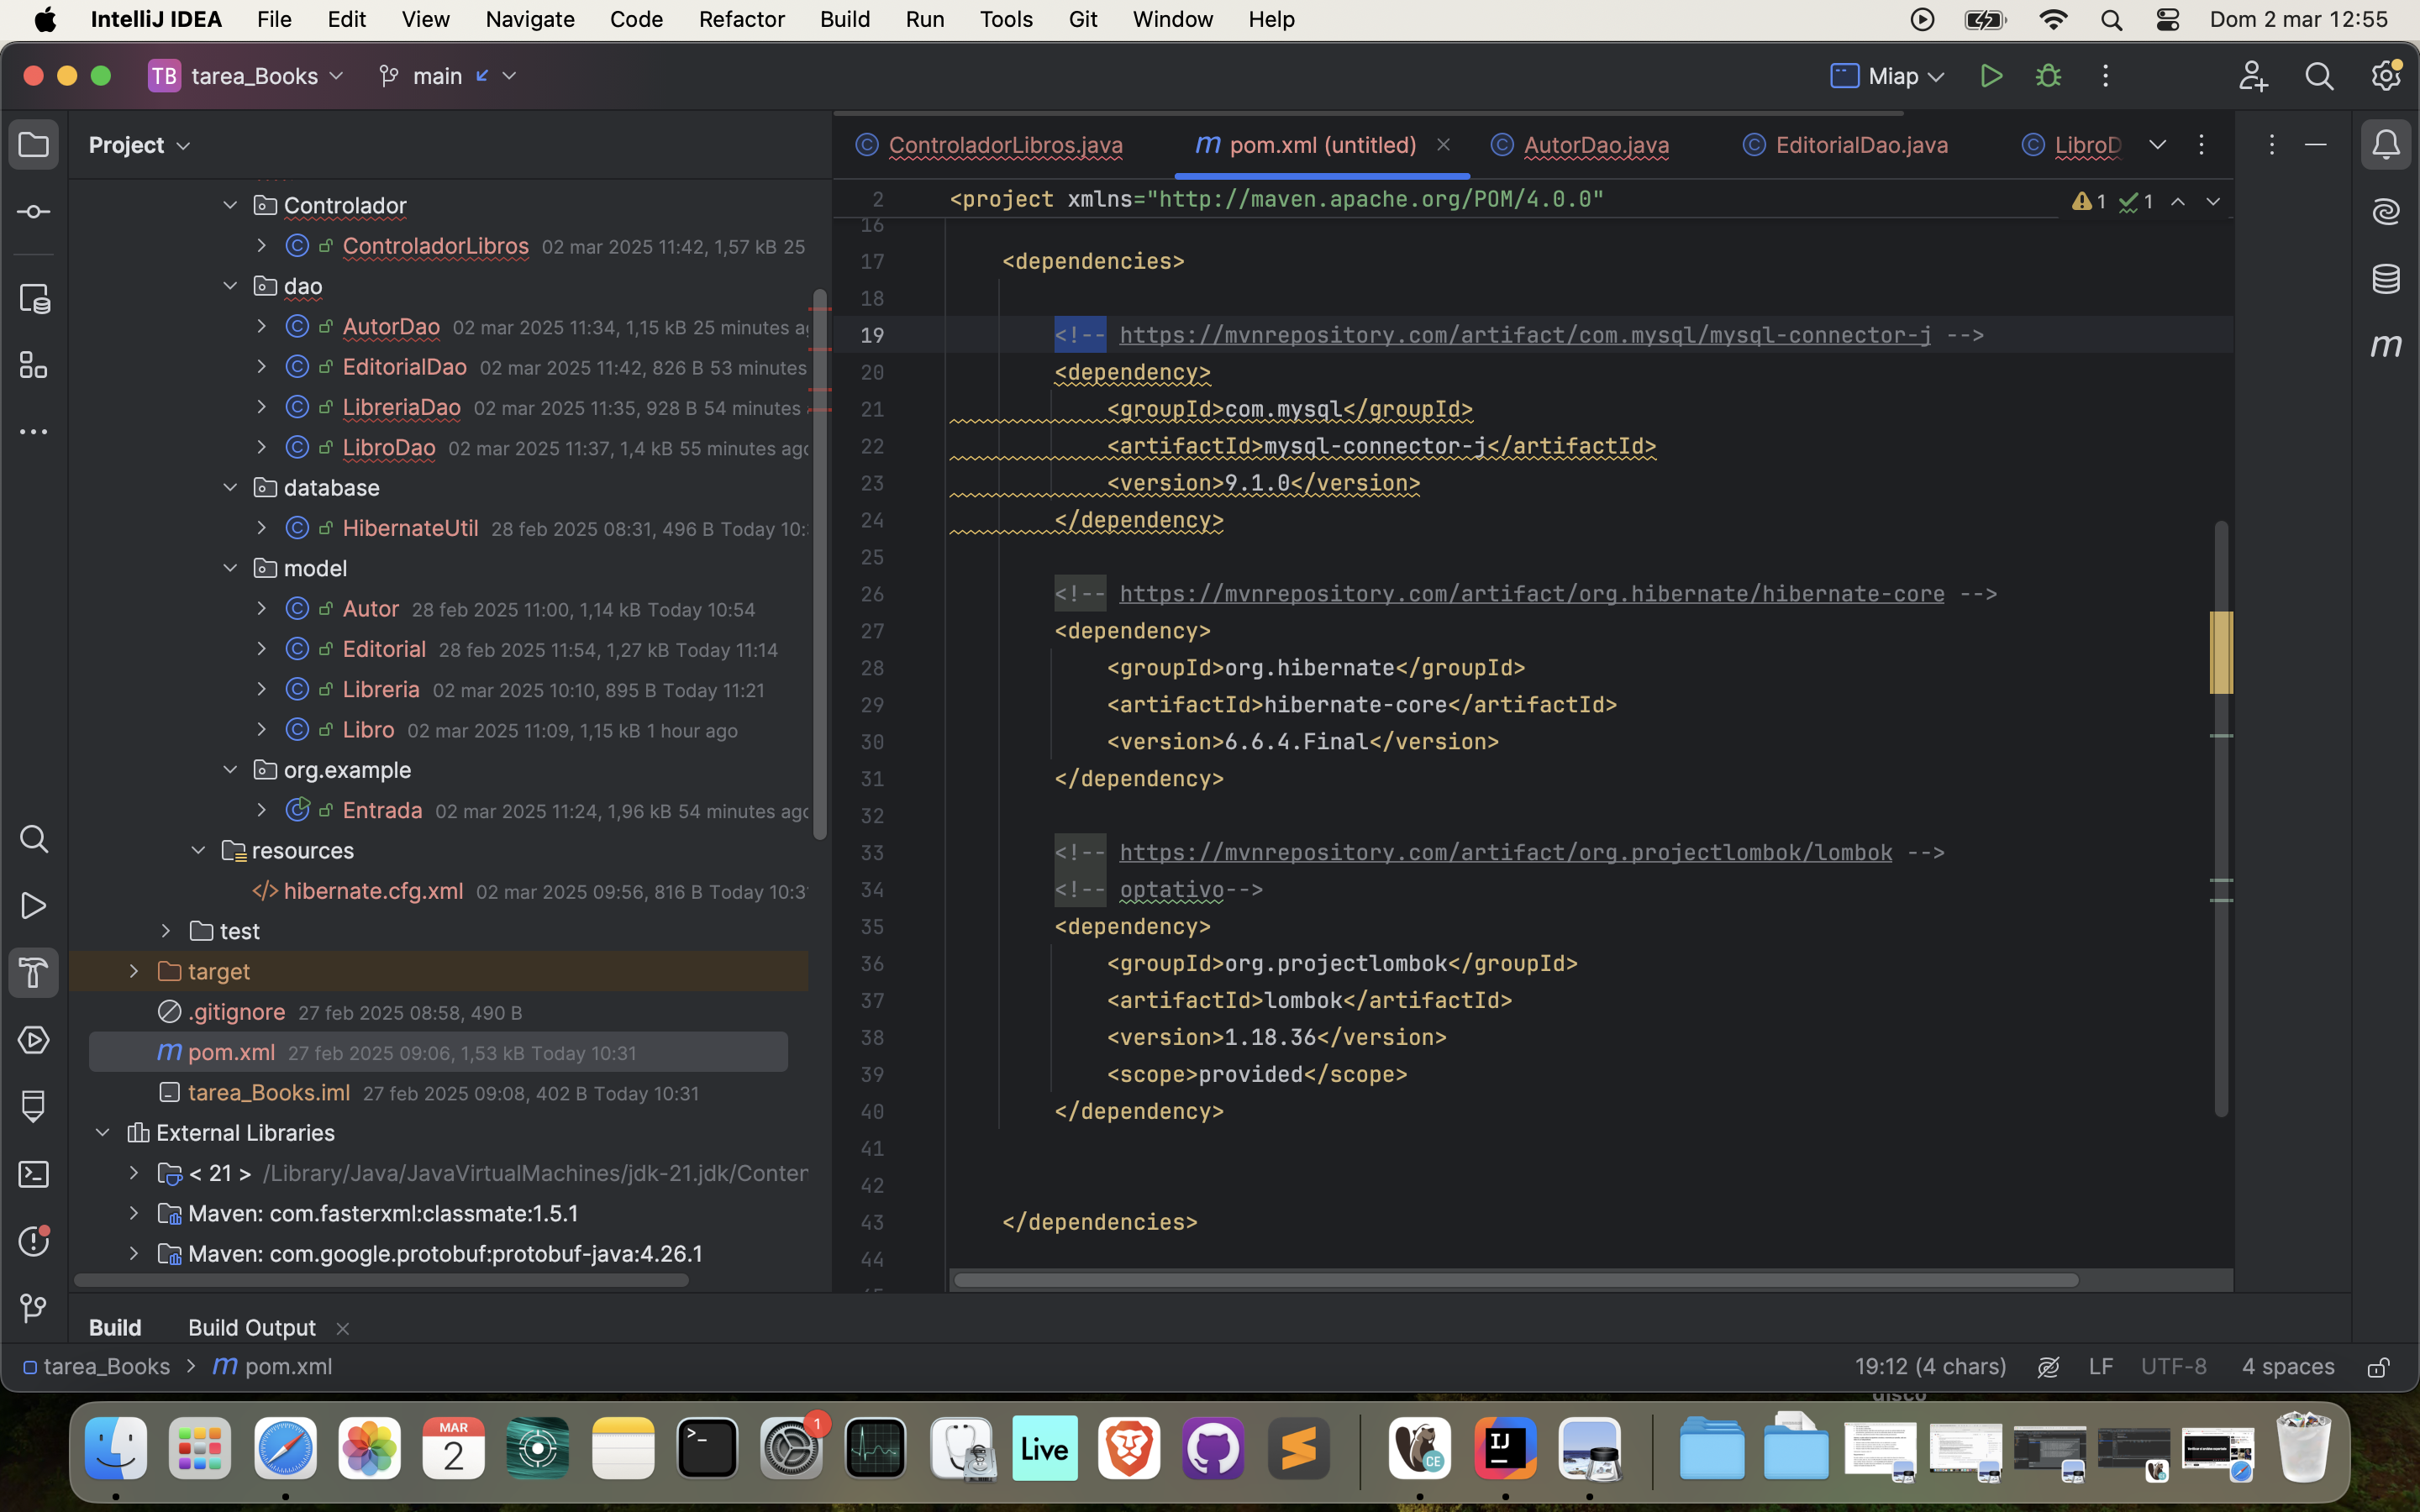 IntelliJ IDEA File Edit View Navigate Code Refactor Build Run Tools Git Window Help Dom 2 mar 12:55
TB tarea_Books main Miap
Project
ControladorLibros.java pom.xml (untitled) AutorDao.java EditorialDao.java LibroD
Controlador
ControladorLibros 02 mar 2025 11:42, 1,57 kB 25
dao
AutorDao 02 mar 2025 11:34, 1,15 kB 25 minutes a
EditorialDao 02 mar 2025 11:42, 826 B 53 minutes
LibreriaDao 02 mar 2025 11:35, 928 B 54 minutes
LibroDao 02 mar 2025 11:37, 1,4 kB 55 minutes ago
database
HibernateUtil 28 feb 2025 08:31, 496 B Today 10:
model
Autor 28 feb 2025 11:00, 1,14 kB Today 10:54
Editorial 28 feb 2025 11:54, 1,27 kB Today 11:14
Libreria 02 mar 2025 10:10, 895 B Today 11:21
Libro 02 mar 2025 11:09, 1,15 kB 1 hour ago
org.example
Entrada 02 mar 2025 11:24, 1,96 kB 54 minutes ago
resources
</> hibernate.cfg.xml 02 mar 2025 09:56, 816 B Today 10:3
test
target
.gitignore 27 feb 2025 08:58, 490 B
m pom.xml 27 feb 2025 09:06, 1,53 kB Today 10:31
tarea_Books.iml 27 feb 2025 09:08, 402 B Today 10:31
External Libraries
< 21 > /Library/Java/JavaVirtualMachines/jdk-21.jdk/Conten
Maven: com.fasterxml:classmate:1.5.1
Maven: com.google.protobuf:protobuf-java:4.26.1
2 <project xmlns="http://maven.apache.org/POM/4.0.0" 1 1
16
17 <dependencies>
18
19 <!-- https://mvnrepository.com/artifact/com.mysql/mysql-connector-j -->
20 <dependency>
21 <groupId>com.mysql</groupId>
22 <artifactId>mysql-connector-j</artifactId>
23 <version>9.1.0</version>
24 </dependency>
25
26 <!-- https://mvnrepository.com/artifact/org.hibernate/hibernate-core -->
27 <dependency>
28 <groupId>org.hibernate</groupId>
29 <artifactId>hibernate-core</artifactId>
30 <version>6.6.4.Final</version>
31 </dependency>
32
33 <!-- https://mvnrepository.com/artifact/org.projectlombok/lombok -->
34 <!-- optativo-->
35 <dependency>
36 <groupId>org.projectlombok</groupId>
37 <artifactId>lombok</artifactId>
38 <version>1.18.36</version>
39 <scope>provided</scope>
40 </dependency>
41
42
43 </dependencies>
44
Build Build Output
tarea_Books > m pom.xml 19:12 (4 chars) LF UTF-8 4 spaces
disco
MAR
2
1
Live
CE
IJ